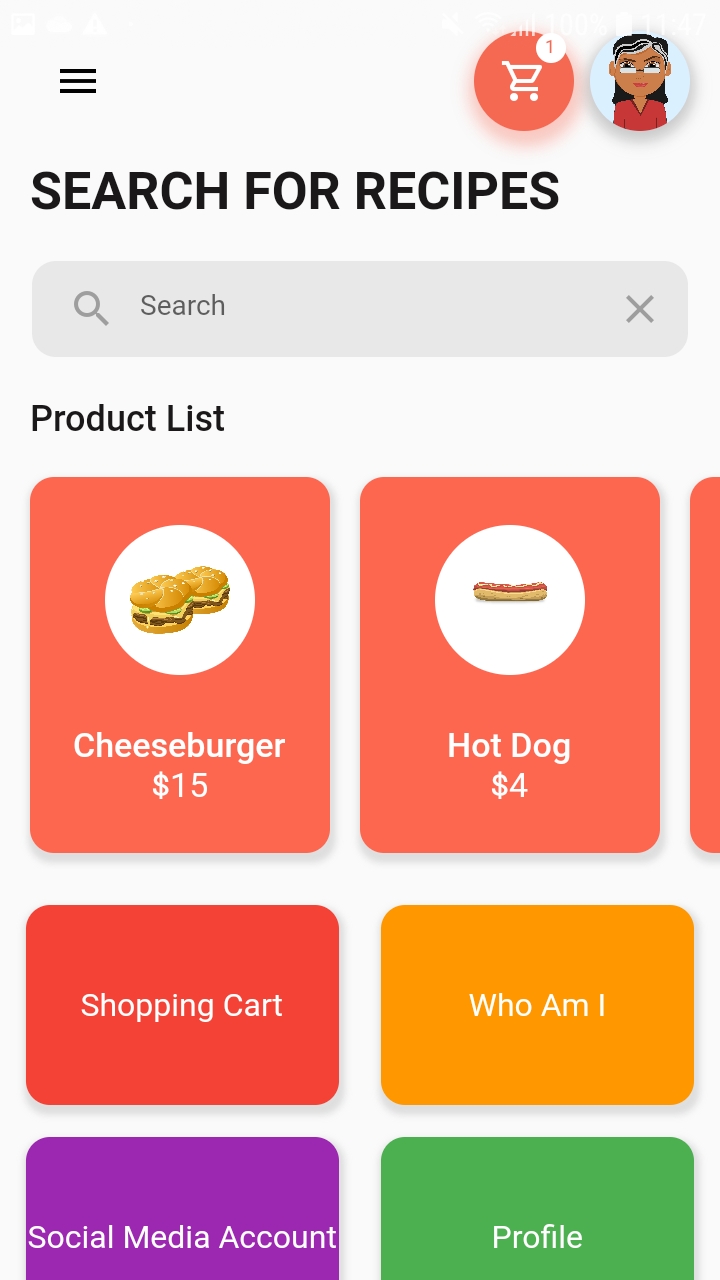 100% 11:47
1
SEARCH FOR RECIPES
Search
Product List
Cheeseburger
$15
Hot Dog
$4
Shopping Cart
Who Am I
Social Media Account
Profile